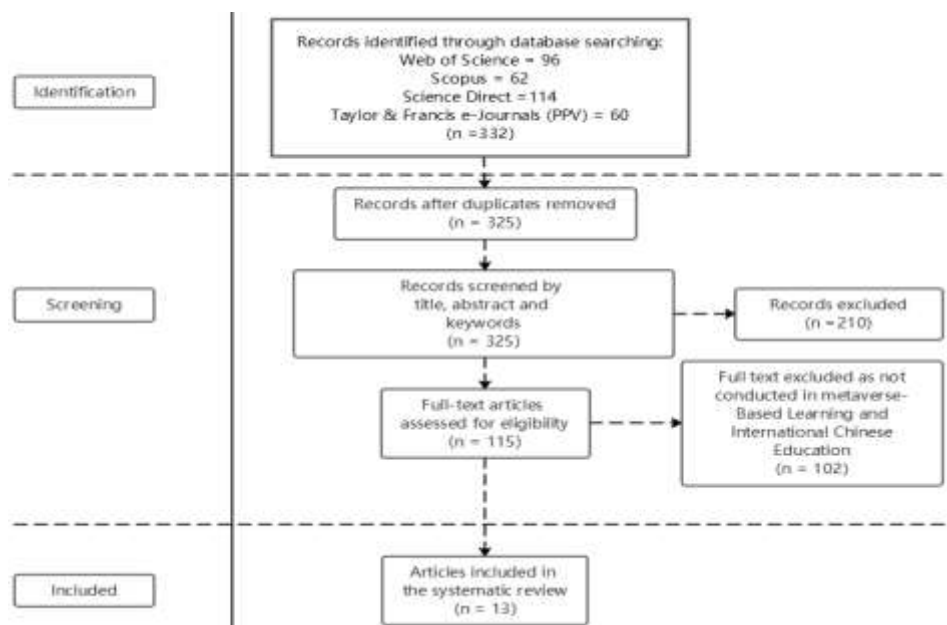 Records identified through database searching:
Web of Science = 96
Scopus = 62
Science Direct =114
Taylor & Francis e-Journals (PPV) = 60
(n =332)
Identification
Records after duplicates removed
(n = 325)
Screening
Records screened by
title, abstract and
keywords
(n = 325)
Records excluded
(n =210)
Full-text articles
assessed for eligibility
(n = 115)
Full text excluded as not
conducted in metaverse-
Based Learning and
International Chinese
Education
(n = 102)
Included
Articles included in
the systematic review
(n = 13)